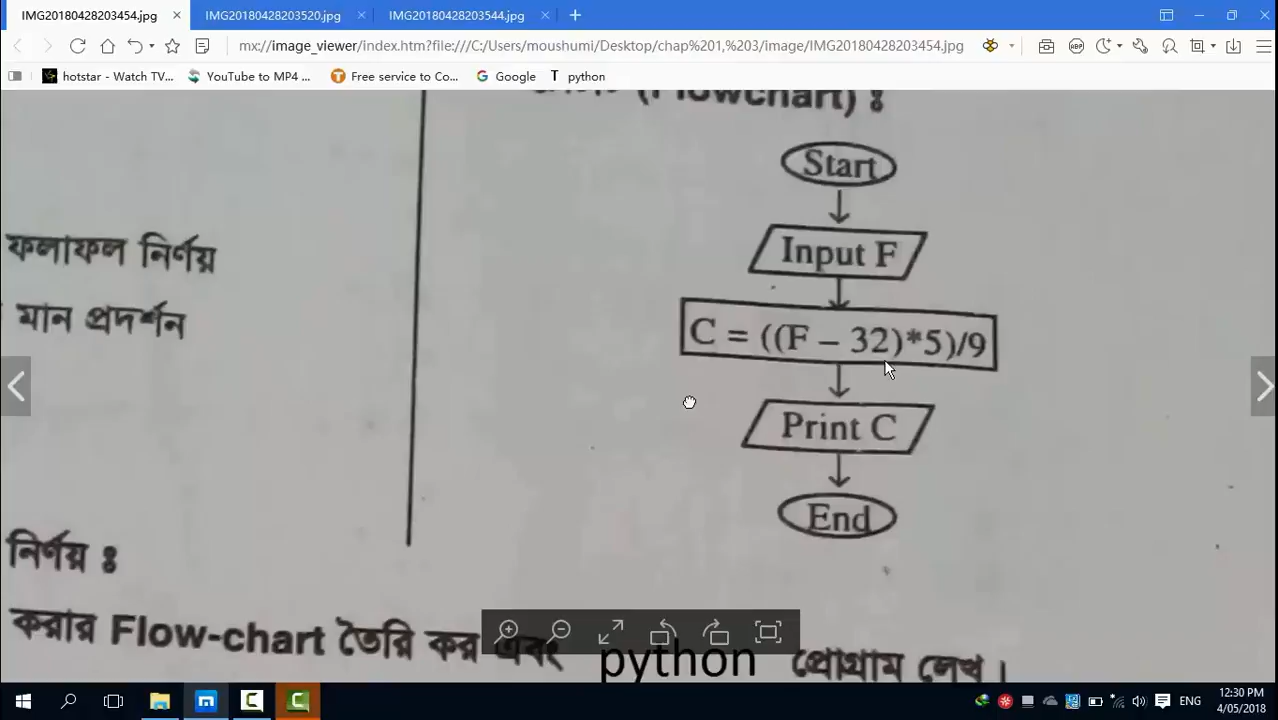 IMG20180428203454.jpg
IMG20180428203520.jpg
IMG20180428203544.jpg
mx://image_viewer/index.htm?file:///C:/Users/moushumi/Desktop/chap%201,%203/image/IMG20180428203454.jpg
hotstar - Watch TV...
YouTube to MP4 ...
Free service to Co...
Google
python
(Flowchart) ঃ
Start
Input F
ফলাফল নির্ণয়
মান প্রদর্শন
C = ((F – 32)*5)/9
Print C
End
নির্ণয় ঃ
করার Flow-chart তৈরি কর এবং python প্রোগ্রাম লেখ।
ENG
12:30 PM
4/05/2018